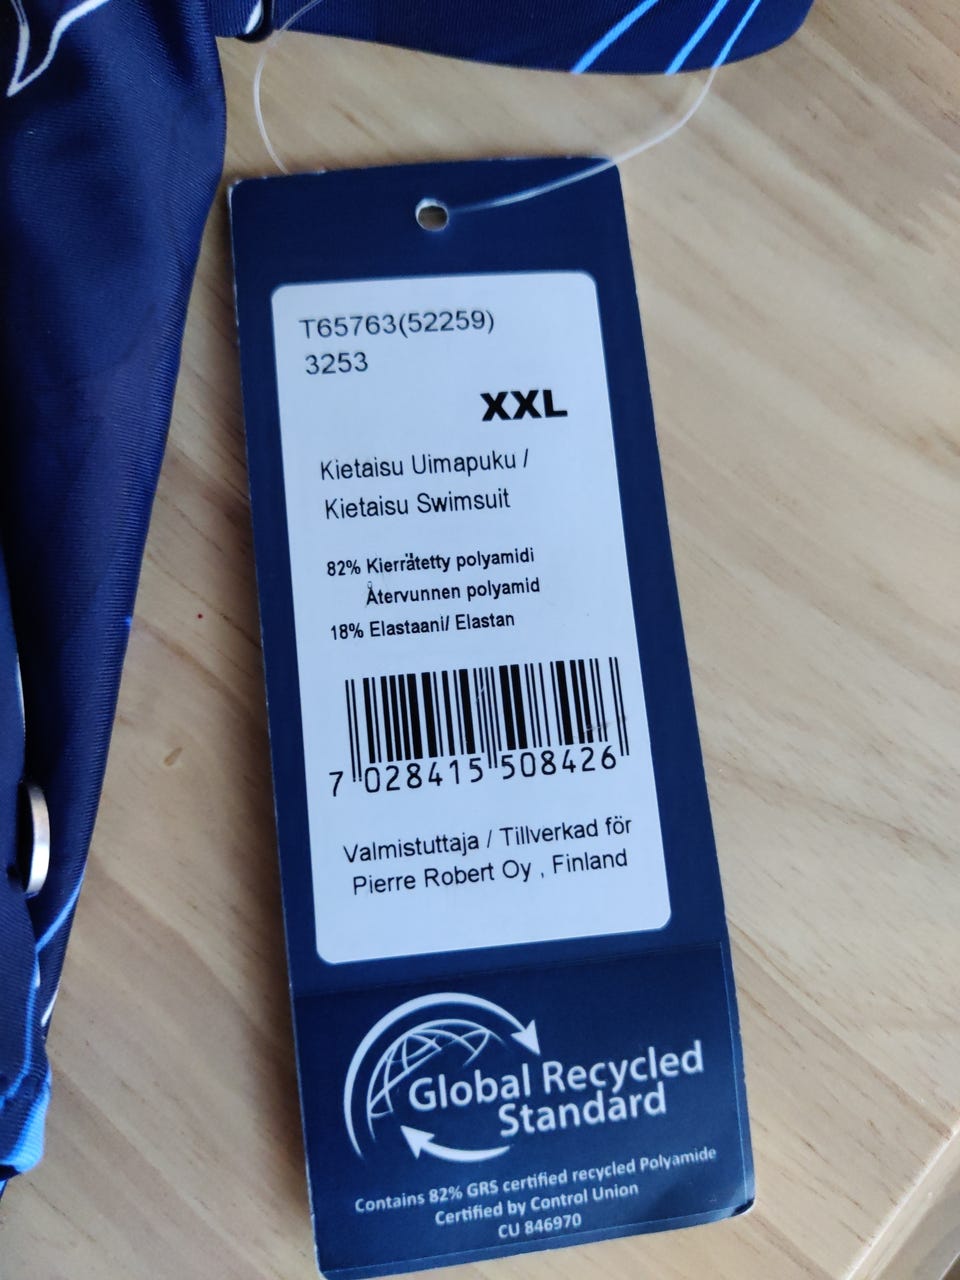 T65763(52259)
3253
XXL
Kietaisu Uimapuku /
Kietaisu Swimsuit
82% Kierrätetty polyamidi
Återvunnen polyamid
18% Elastaani/ Elastan
7 028415 508426
Valmistuttaja / Tillverkad för
Pierre Robert Oy , Finland
Global Recycled
Standard
Contains 82% GRS certified recycled Polyamide
Certified by Control Union
CU 846970